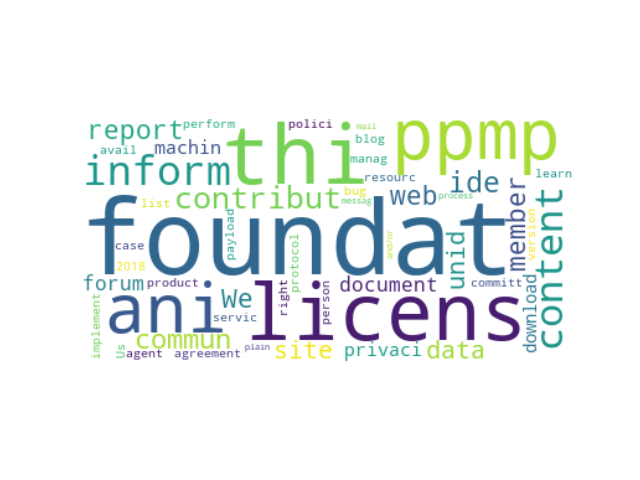 report
perform
thi
polici
mail
ppmp
avail
machin
blog
manag
inform
contribut
resourc
web
ide
learn
list
bug
messag
process
foundat
payload
member
version
content
case
2018
protocol
and/or
unid
forum
product
We
right
person
document
committ
download
ani
licens
servic
implement
Us
commun
agent
agreement
plain
site
privaci
data